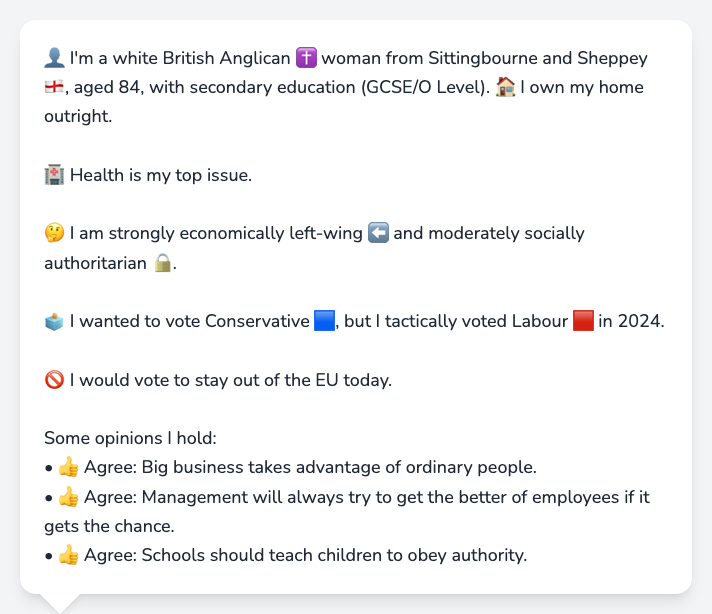 👤 I'm a white British Anglican ✝️ woman from Sittingbourne and Sheppey
🏴󠁧󠁢󠁥󠁮󠁧󠁿, aged 84, with secondary education (GCSE/O Level). 🏠 I own my home
outright.
🏥 Health is my top issue.
🤔 I am strongly economically left-wing ⬅️ and moderately socially
authoritarian 🔒.
🗳️ I wanted to vote Conservative 🟦, but I tactically voted Labour 🟥 in 2024.
🚫 I would vote to stay out of the EU today.
Some opinions I hold:
• 👍 Agree: Big business takes advantage of ordinary people.
• 👍 Agree: Management will always try to get the better of employees if it
gets the chance.
• 👍 Agree: Schools should teach children to obey authority.